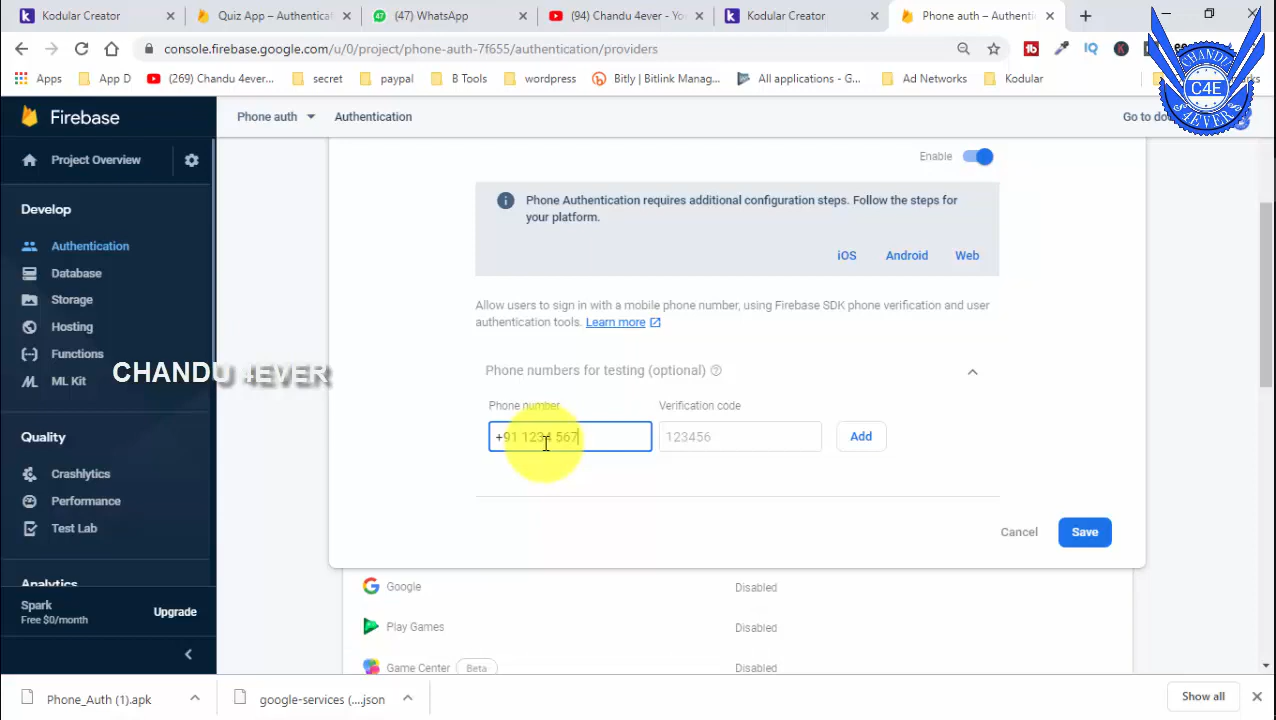 Kodular Creator
Quiz App – Authenticat
(47) WhatsApp
(94) Chandu 4ever - Yo
Kodular Creator
Phone auth – Authenti
console.firebase.google.com/u/0/project/phone-auth-7f655/authentication/providers
Apps
App D
(269) Chandu 4ever...
secret
paypal
E Tools
wordpress
Bitly | Bitlink Manag...
All applications - G...
Ad Networks
Kodular
CHANDU
C4E
4EVER
Firebase
Phone auth
Authentication
Go to do
Project Overview
Enable
Develop
Phone Authentication requires additional configuration steps. Follow the steps for
your platform.
iOS
Android
Web
Authentication
Database
Storage
Hosting
Functions
ML Kit
Allow users to sign in with a mobile phone number, using Firebase SDK phone verification and user
authentication tools. Learn more
CHANDU 4EVER
Phone numbers for testing (optional)
Phone number
Verification code
+91 1234 567
123456
Add
Quality
Crashlytics
Performance
Test Lab
Cancel
Save
Analytics
Google
Disabled
Play Games
Disabled
Game Center
Beta
Disabled
Spark
Free $0/month
Upgrade
Phone_Auth (1).apk
google-services (....json
Show all